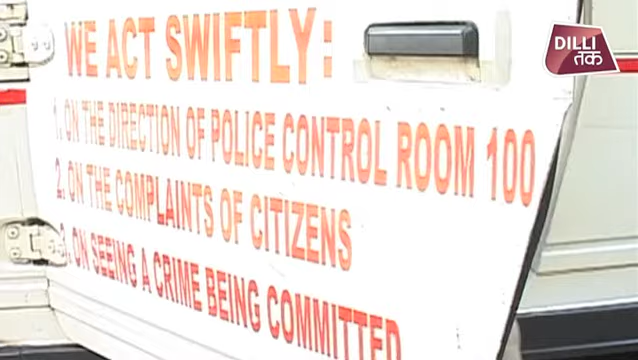 WE ACT SWIFTLY:
1. ON THE DIRECTION OF POLICE CONTROL ROOM 100
2. ON THE COMPLAINTS OF CITIZENS
3. ON SEEING A CRIME BEING COMMITTED
DILLI
तक